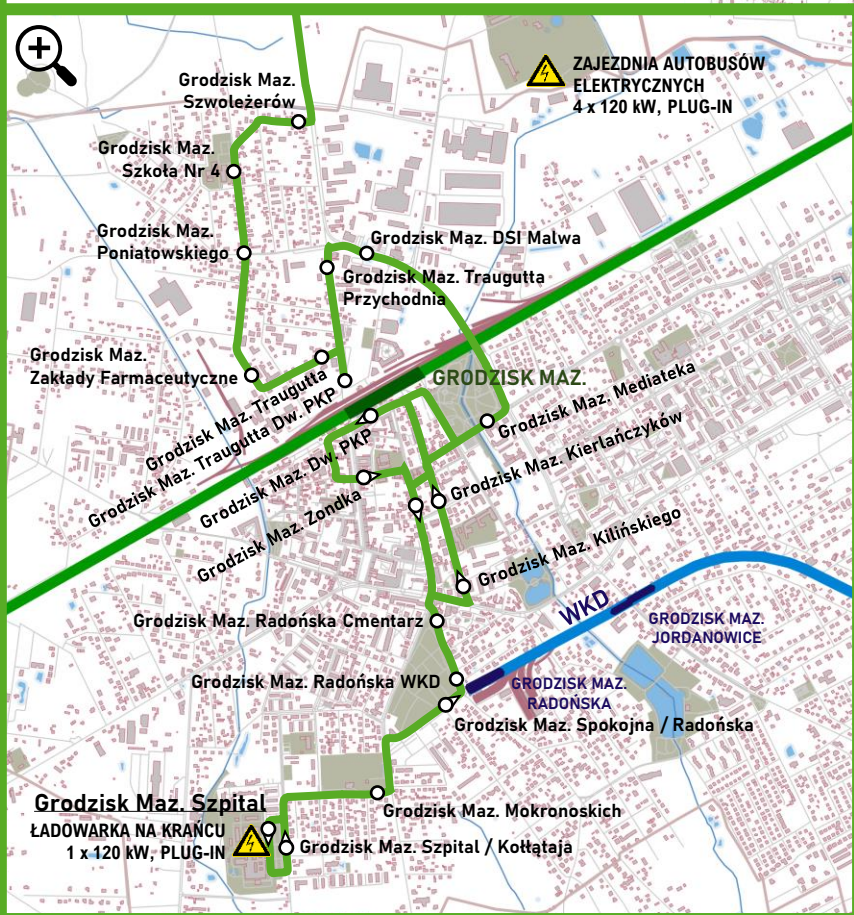 ZAJEZDNIA AUTOBUSÓW
ELEKTRYCZNYCH
4 x 120 kW, PLUG-IN
Grodzisk Maz.
Szwoleżerów
Grodzisk Maz.
Szkoła Nr 4
Grodzisk Maz.
Poniatowskiego
Grodzisk Maz. DSI Malwa
Grodzisk Maz. Traugutta
Przychodnia
Grodzisk Maz.
Zakłady Farmaceutyczne
Grodzisk Maz. Traugutta
Grodzisk Maz. Traugutta Dw. PKP
GRODZISK MAZ.
Grodzisk Maz. Dw. PKP
Grodzisk Maz. Mediateka
Grodzisk Maz. Żondka
Grodzisk Maz. Kierlańczyków
Grodzisk Maz. Kilińskiego
Grodzisk Maz. Radońska Cmentarz
WKD
GRODZISK MAZ.
JORDANOWICE
Grodzisk Maz. Radońska WKD
GRODZISK MAZ.
RADOŃSKA
Grodzisk Maz. Spokojna / Radońska
Grodzisk Maz. Mokronoskich
Grodzisk Maz. Szpital
ŁADOWARKA NA KRAŃCU
1 x 120 kW, PLUG-IN
Grodzisk Maz. Szpital / Kołłątaja